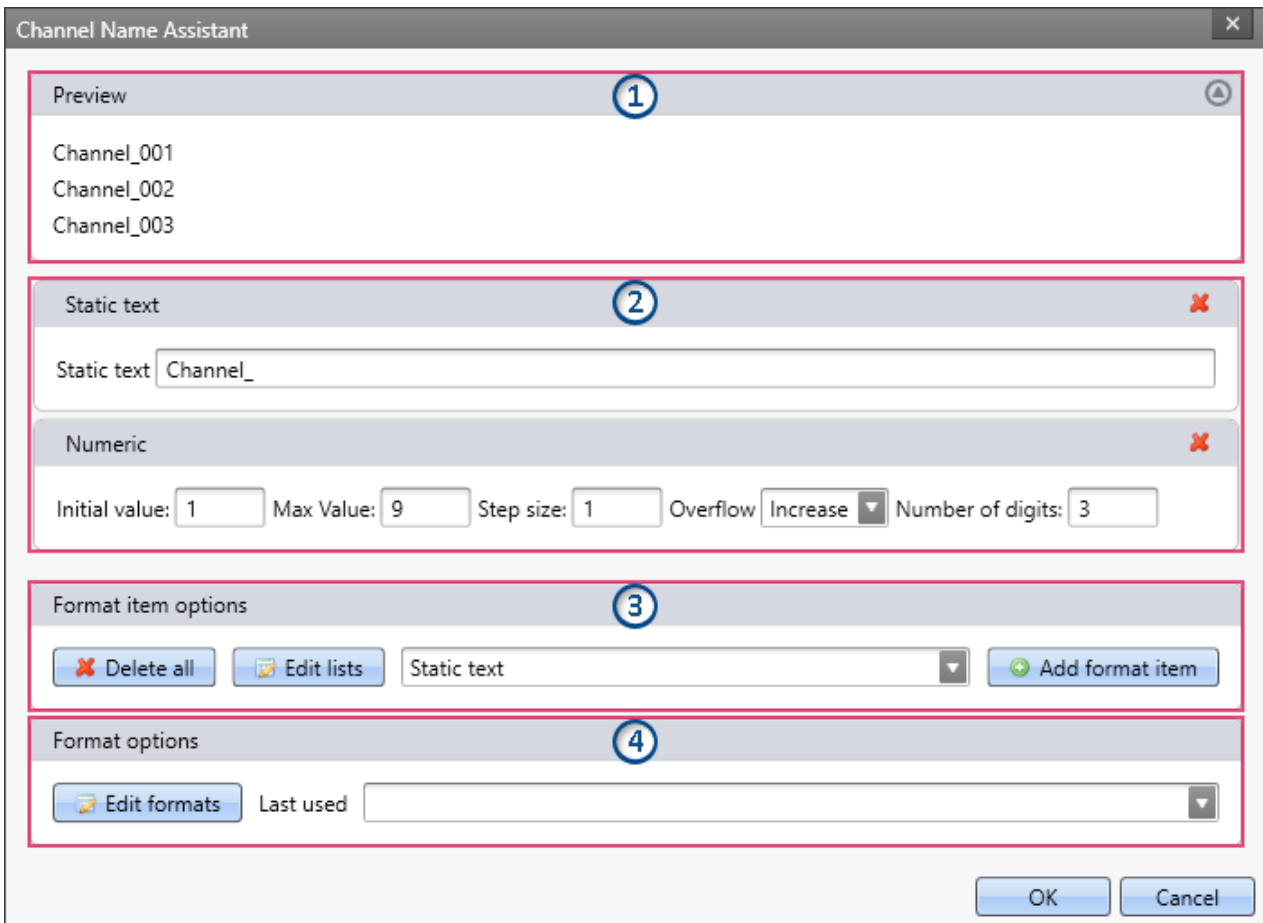 Channel Name Assistant
Preview
1
Channel_001
Channel_002
Channel_003
Static text
2
Static text Channel_
Numeric
Initial value: 1 Max Value: 9 Step size: 1 Overflow Increase Number of digits: 3
Format item options
3
Delete all Edit lists Static text Add format item
Format options
4
Edit formats Last used
OK Cancel